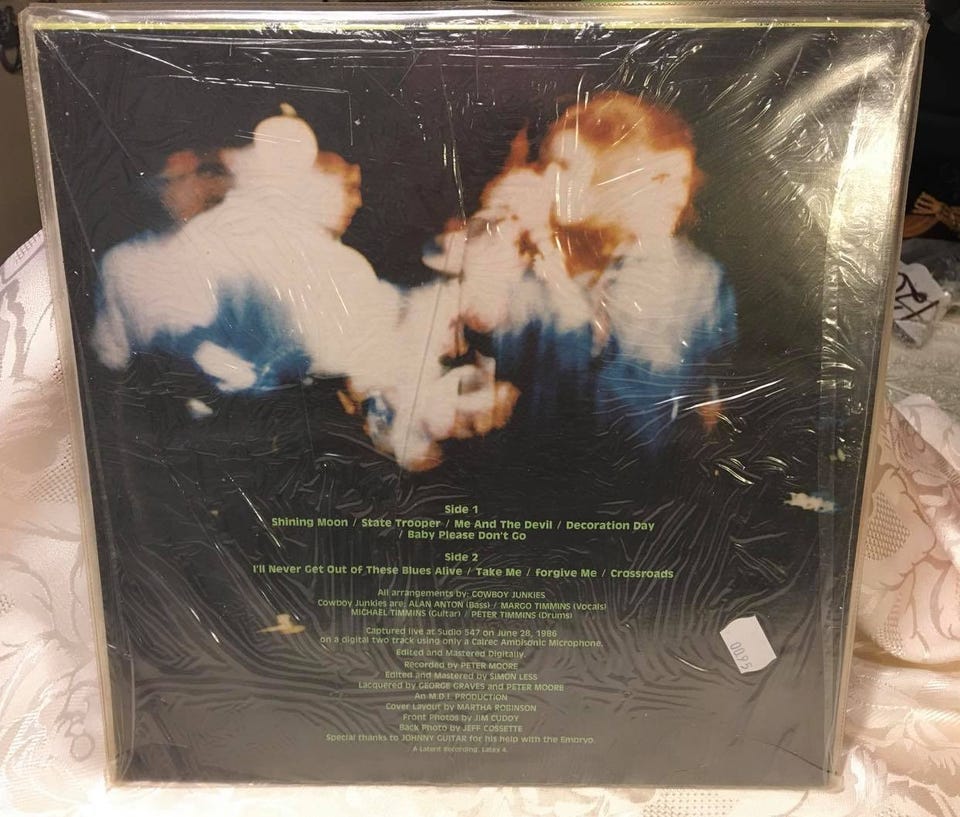 Side 1
Shining Moon / State Trooper / Me And The Devil / Decoration Day
/ Baby Please Don't Go
Side 2
I'll Never Get Out of These Blues Alive / Take Me / Forgive Me / Crossroads
All arrangements by: COWBOY JUNKIES
Cowboy Junkies are: ALAN ANTON (Bass) / MARGO TIMMINS (Vocals)
MICHAEL TIMMINS (Guitar) / PETER TIMMINS (Drums)
Captured live at Sudio 547 on June 28, 1986
on a digital two track using only a Calrec Ambisonic Microphone.
Edited and Mastered Digitally.
Recorded by PETER MOORE
Edited and Mastered by SIMON LESS
Lacquered by GEORGE GRAVES and PETER MOORE
An M.D.I. PRODUCTION
Cover Layout by MARTHA ROBINSON
Front Photos by JIM CUDDY
Back Photo by JEFF COSSETTE
Special thanks to JOHNNY GUITAR for his help with the Embryo.
A Latent Recording. Latex 4.
0095